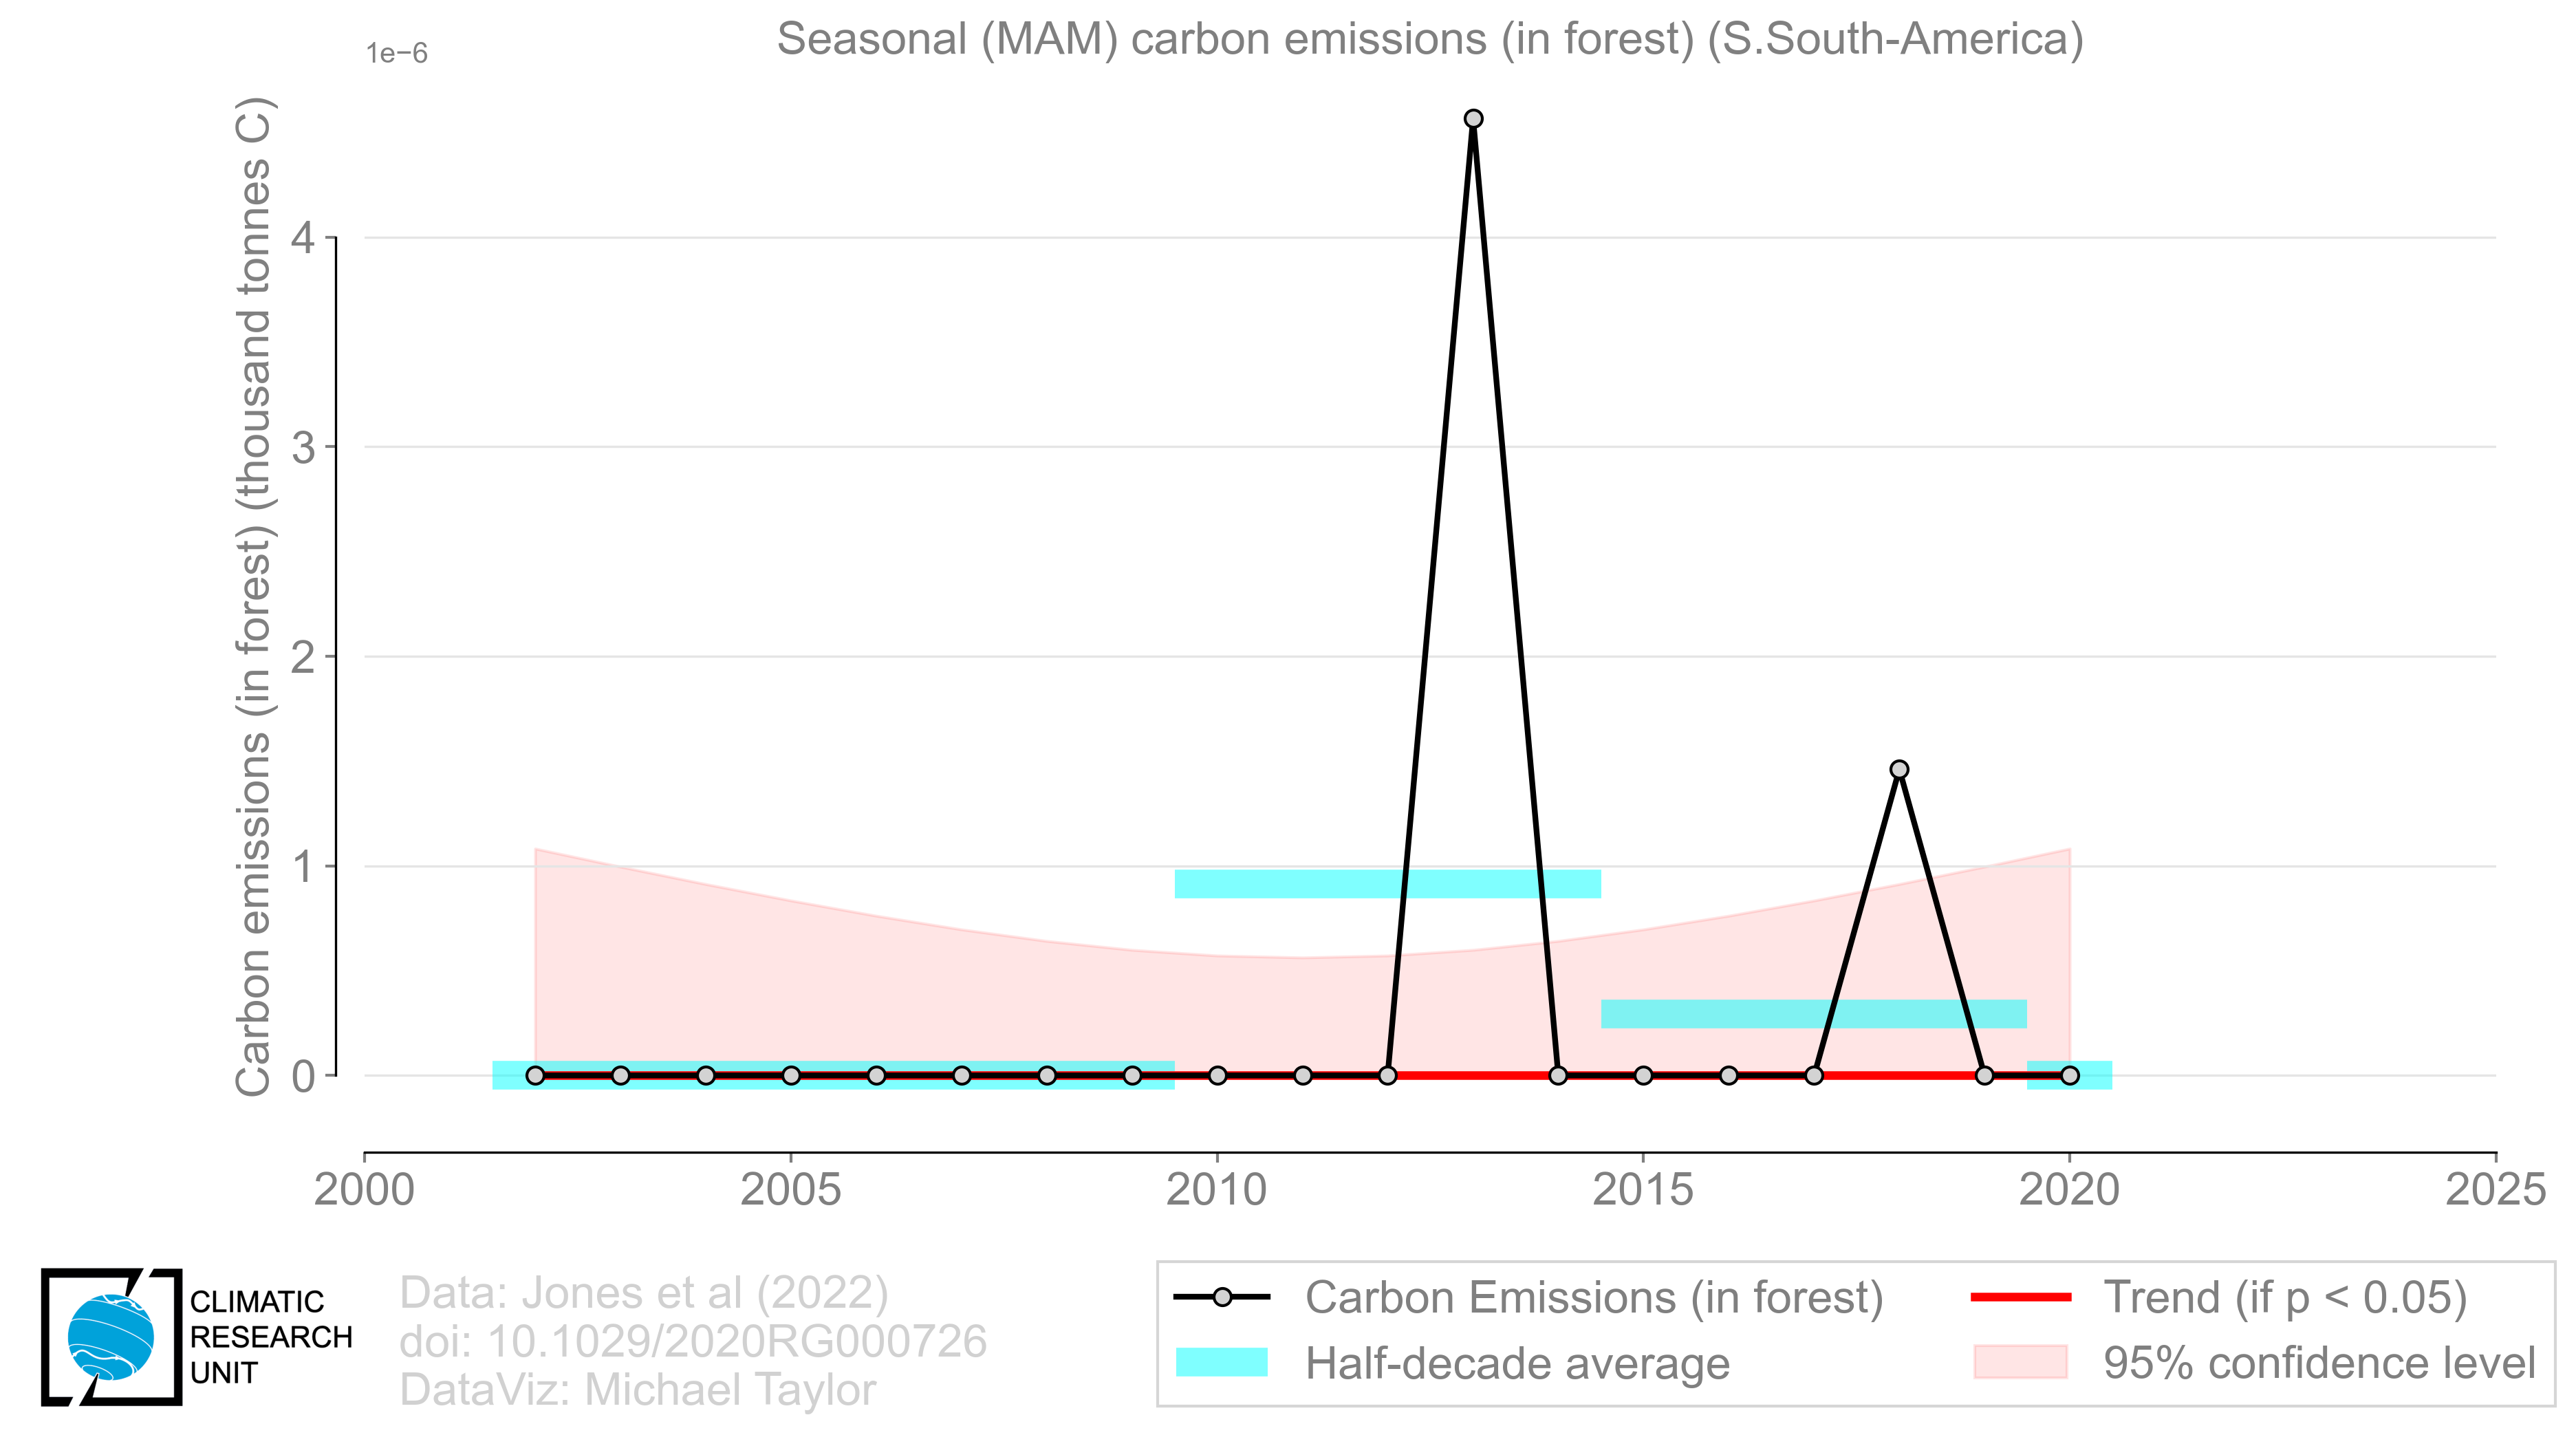 Seasonal (MAM) carbon emissions (in forest) (S.South-America)
1e−6
Carbon emissions (in forest) (thousand tonnes C)
4
3
2
1
0
2000 2005 2010 2015 2020 2025
CLIMATIC
RESEARCH
UNIT
Data: Jones et al (2022)
doi: 10.1029/2020RG000726
DataViz: Michael Taylor
Carbon Emissions (in forest)
Half-decade average
Trend (if p < 0.05)
95% confidence level